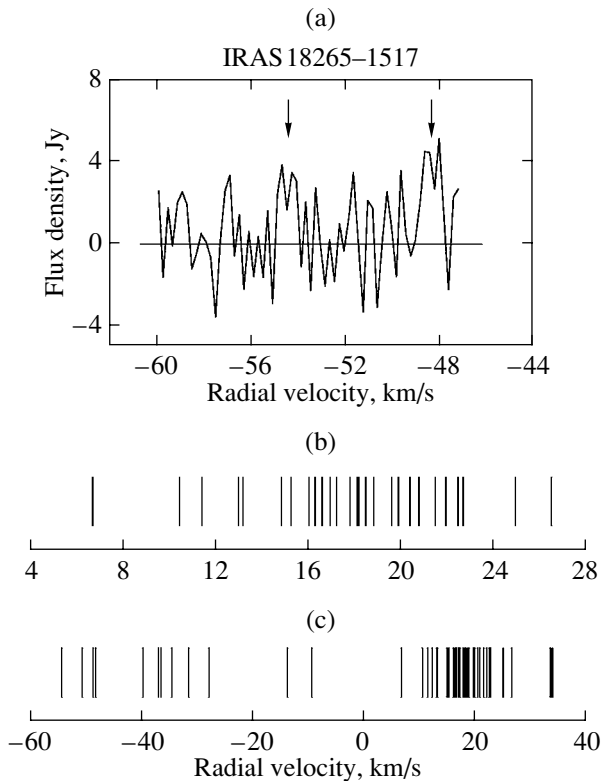 (a)
IRAS 18265–1517
8
4
0
−4
Flux density, Jy
−60 −56 −52 −48 −44
Radial velocity, km/s
(b)
4 8 12 16 20 24 28
(c)
−60 −40 −20 0 20 40
Radial velocity, km/s